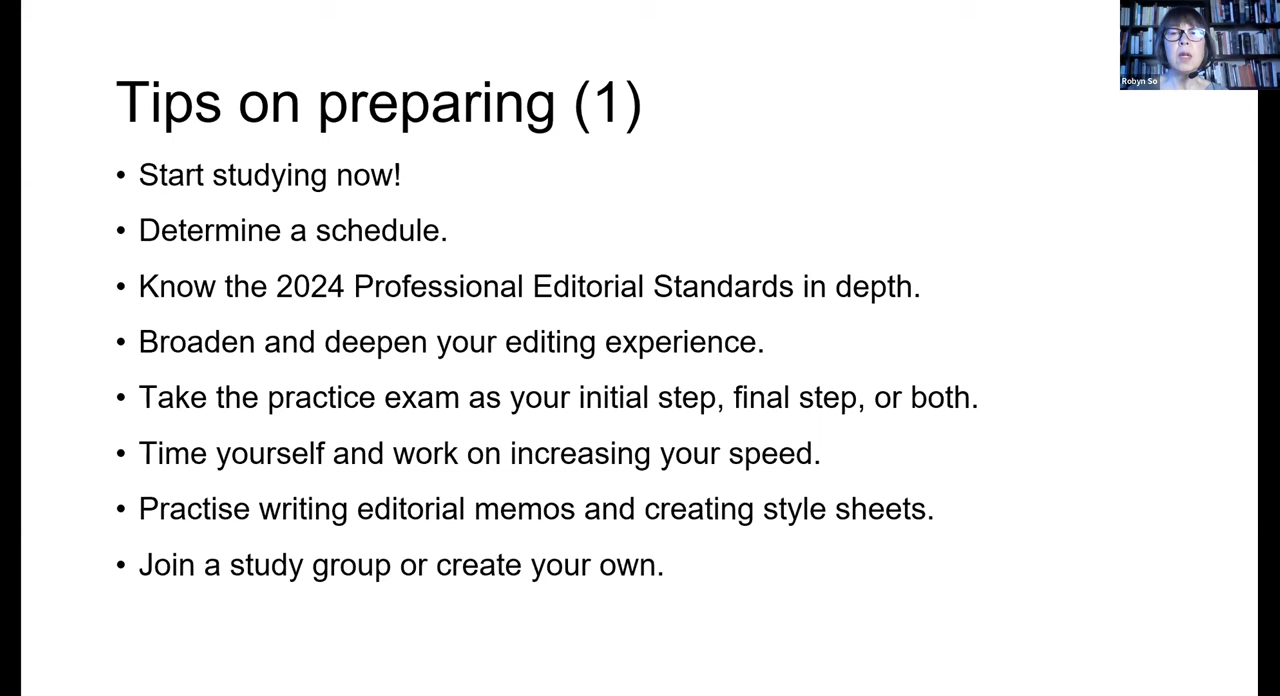 Tips on preparing (1)
• Start studying now!
• Determine a schedule.
• Know the 2024 Professional Editorial Standards in depth.
• Broaden and deepen your editing experience.
• Take the practice exam as your initial step, final step, or both.
• Time yourself and work on increasing your speed.
• Practise writing editorial memos and creating style sheets.
• Join a study group or create your own.
Robyn So